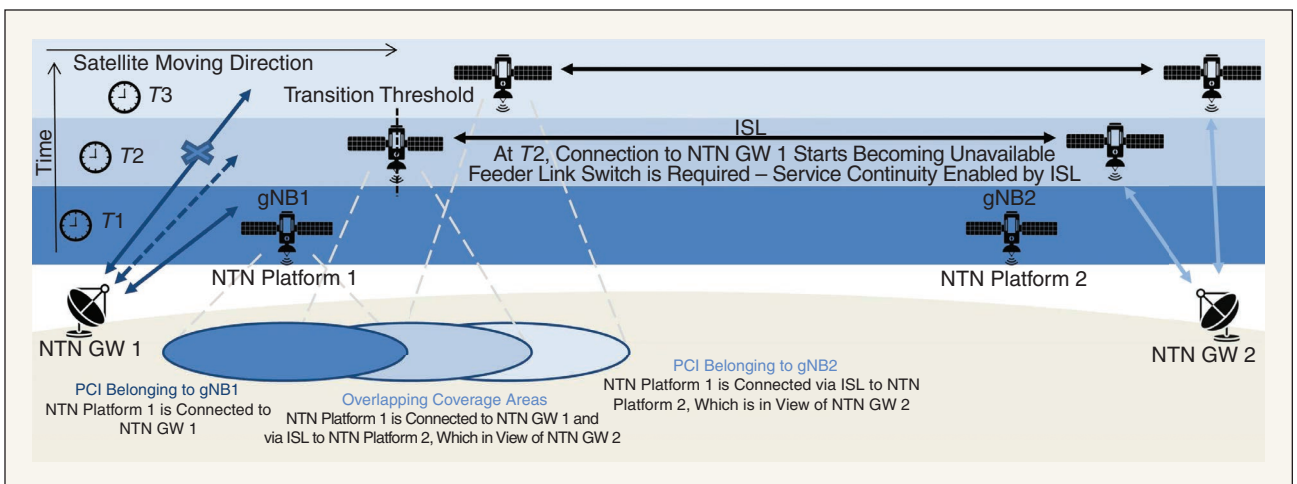 Satellite Moving Direction
Time
T3
Transition Threshold
T2
ISL
At T2, Connection to NTN GW 1 Starts Becoming Unavailable
Feeder Link Switch is Required – Service Continuity Enabled by ISL
T1
gNB1
gNB2
NTN Platform 1
NTN Platform 2
NTN GW 1
NTN GW 2
PCI Belonging to gNB1
NTN Platform 1 is Connected to
NTN GW 1
Overlapping Coverage Areas
NTN Platform 1 is Connected to NTN GW 1 and
via ISL to NTN Platform 2, Which in View of NTN GW 2
PCI Belonging to gNB2
NTN Platform 1 is Connected via ISL to NTN
Platform 2, Which is in View of NTN GW 2